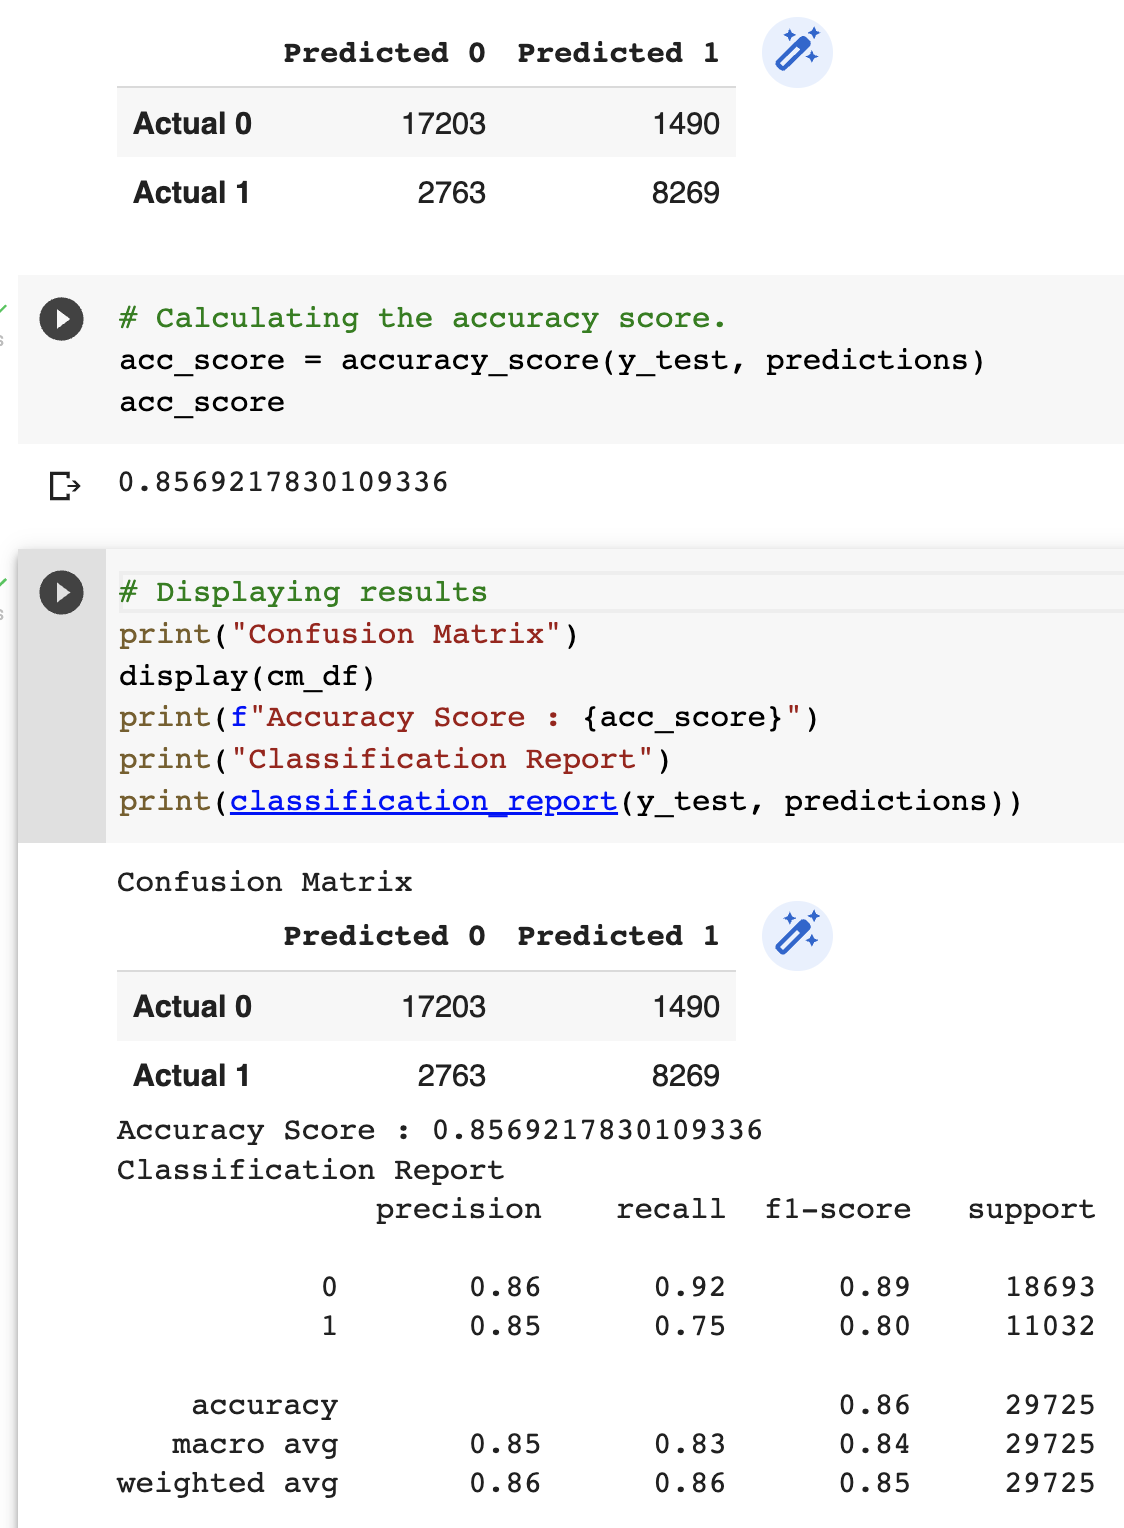 Predicted 0 Predicted 1
Actual 0 17203 1490
Actual 1 2763 8269
# Calculating the accuracy score.
acc_score = accuracy_score(y_test, predictions)
acc_score
0.8569217830109336
# Displaying results
print("Confusion Matrix")
display(cm_df)
print(f"Accuracy Score : {acc_score}")
print("Classification Report")
print(classification_report(y_test, predictions))
Confusion Matrix
Predicted 0 Predicted 1
Actual 0 17203 1490
Actual 1 2763 8269
Accuracy Score : 0.8569217830109336
Classification Report
precision recall f1-score support
0 0.86 0.92 0.89 18693
1 0.85 0.75 0.80 11032
accuracy 0.86 29725
macro avg 0.85 0.83 0.84 29725
weighted avg 0.86 0.86 0.85 29725